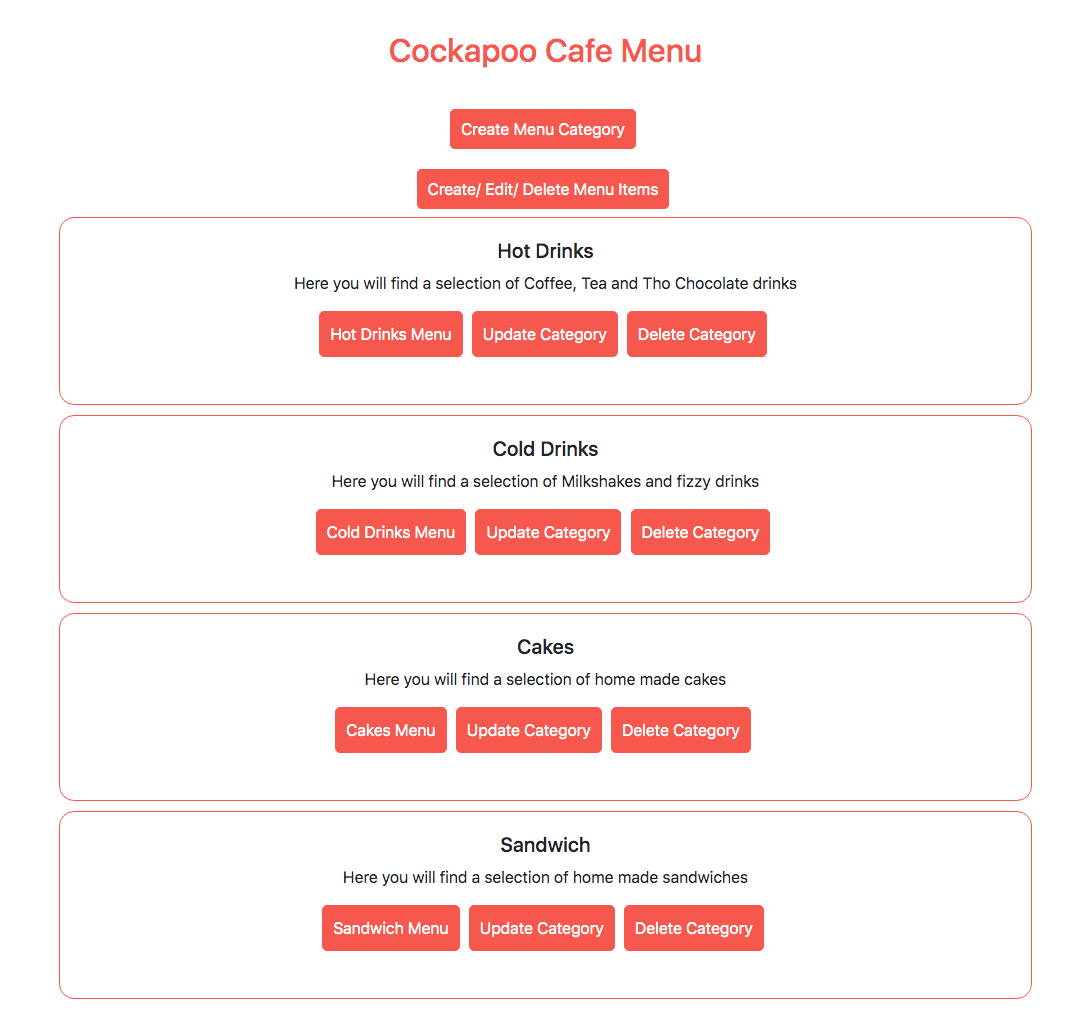 Cockapoo Cafe Menu
Create Menu Category
Create/ Edit/ Delete Menu Items
Hot Drinks
Here you will find a selection of Coffee, Tea and Tho Chocolate drinks
Hot Drinks Menu Update Category Delete Category
Cold Drinks
Here you will find a selection of Milkshakes and fizzy drinks
Cold Drinks Menu Update Category Delete Category
Cakes
Here you will find a selection of home made cakes
Cakes Menu Update Category Delete Category
Sandwich
Here you will find a selection of home made sandwiches
Sandwich Menu Update Category Delete Category